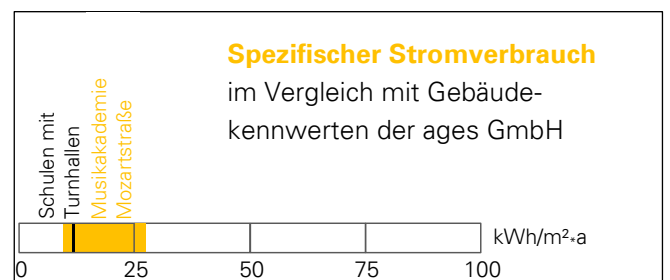 Spezifischer Stromverbrauch
im Vergleich mit Gebäude-
kennwerten der ages GmbH
Schulen mit
Turnhallen
Musikakademie
Mozartstraße
kWh/m²*a
0 25 50 75 100